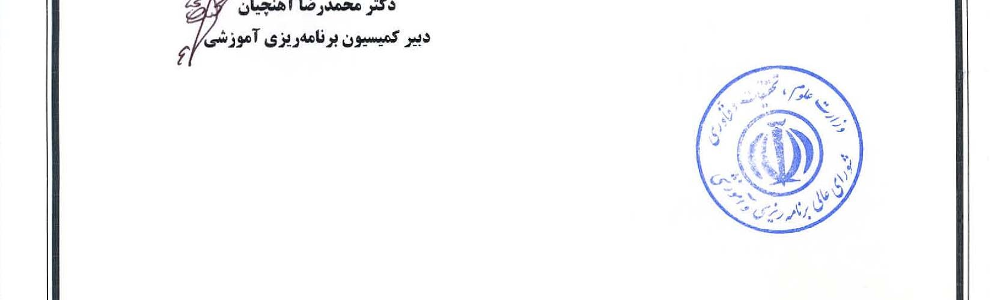 دکتر محمدرضا آهنچیان
دبیر کمیسیون برنامه‌ریزی آموزشی
وزارت علوم، تحقیقات و فناوری
شورای عالی برنامه ریزی و آموزشی